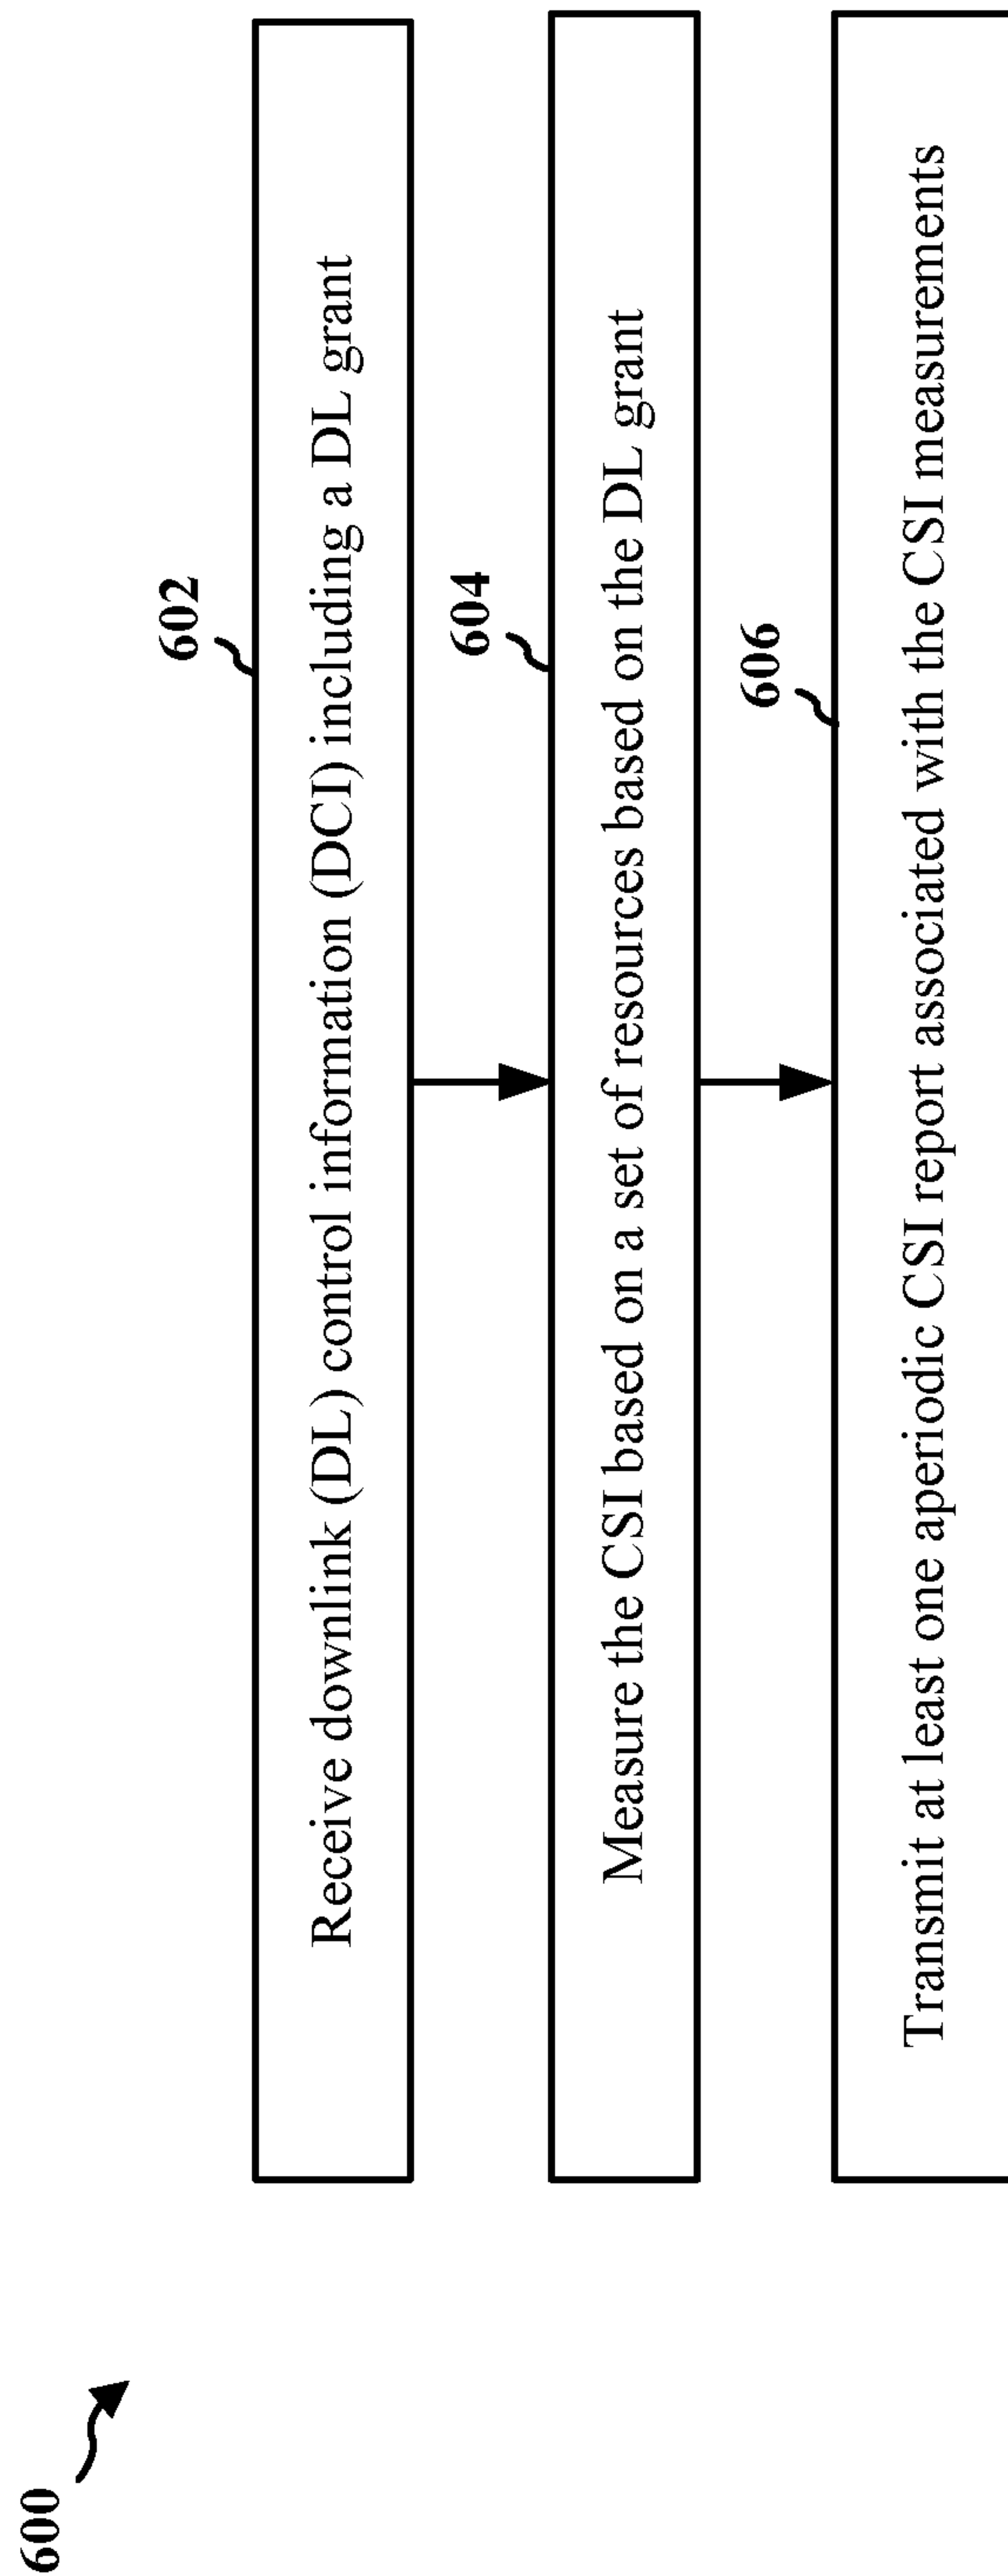 600
602
Receive downlink (DL) control information (DCI) including a DL grant
604
Measure the CSI based on a set of resources based on the DL grant
606
Transmit at least one aperiodic CSI report associated with the CSI measurements